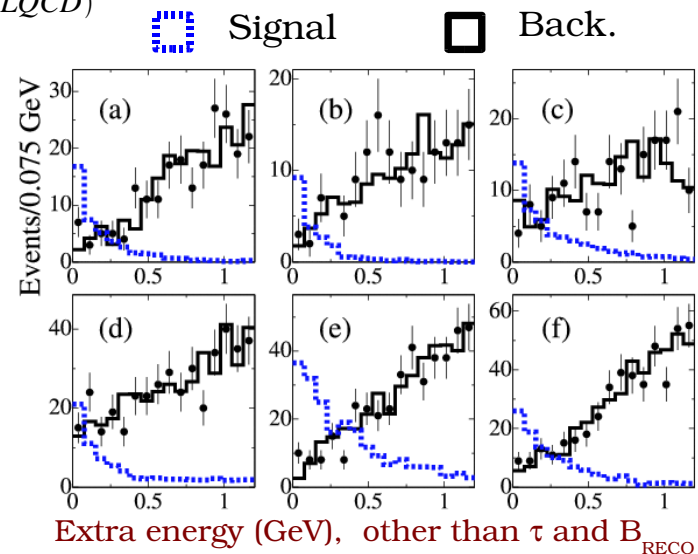 LQCD)
Signal Back.
Events/0.075 GeV
(a) (b) (c)
30 20 20
20
10 10
10
0 0 0
0 0.5 1 0 0.5 1 0 0.5 1
(d) (e) (f)
40 40 60
40
20 20 20
0 0 0
0 0.5 1 0 0.5 1 0 0.5 1
Extra energy (GeV), other than τ and B_RECO